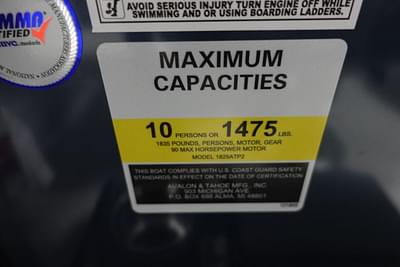 MMA
CERTIFIED
AVOID SERIOUS INJURY TURN ENGINE OFF WHILE
SWIMMING AND OR USING BOARDING LADDERS.
MAXIMUM
CAPACITIES
10 PERSONS OR 1475 LBS.
1835 POUNDS, PERSONS, MOTOR, GEAR
90 MAX HORSEPOWER MOTOR
MODEL 1825ATP2
THIS BOAT COMPLIES WITH U.S. COAST GUARD SAFETY
STANDARDS IN EFFECT ON THE DATE OF CERTIFICATION
AVALON & TAHOE MFG., INC.
903 MICHIGAN AVE.
P.O. BOX 698 ALMA, MI 48801